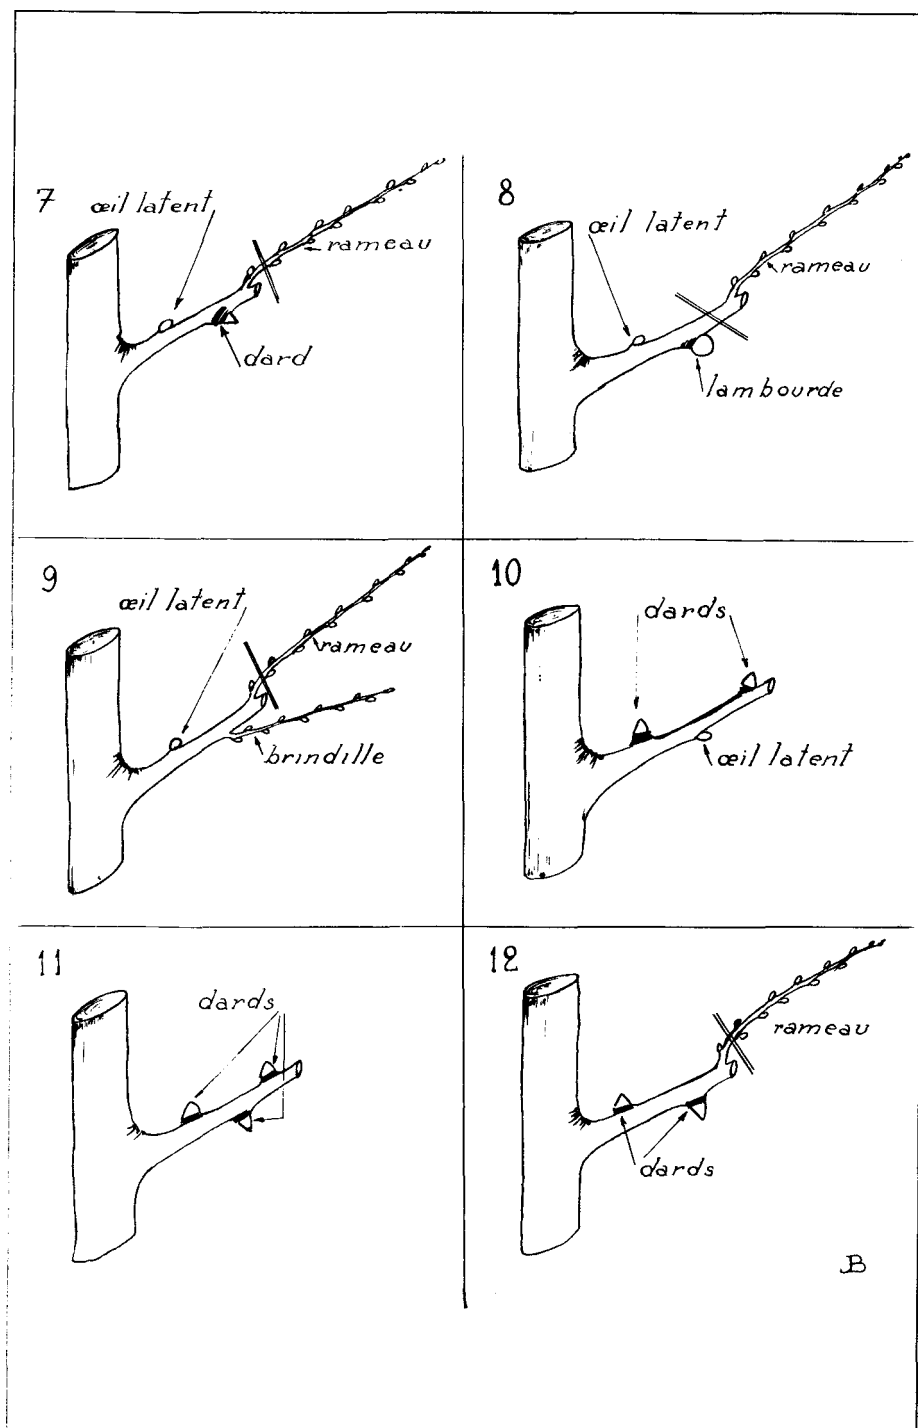 7
œil latent
rameau
dard
8
œil latent
rameau
lambourde
9
œil latent
rameau
brindille
10
dards
œil latent
11
dards
12
rameau
dards
JB